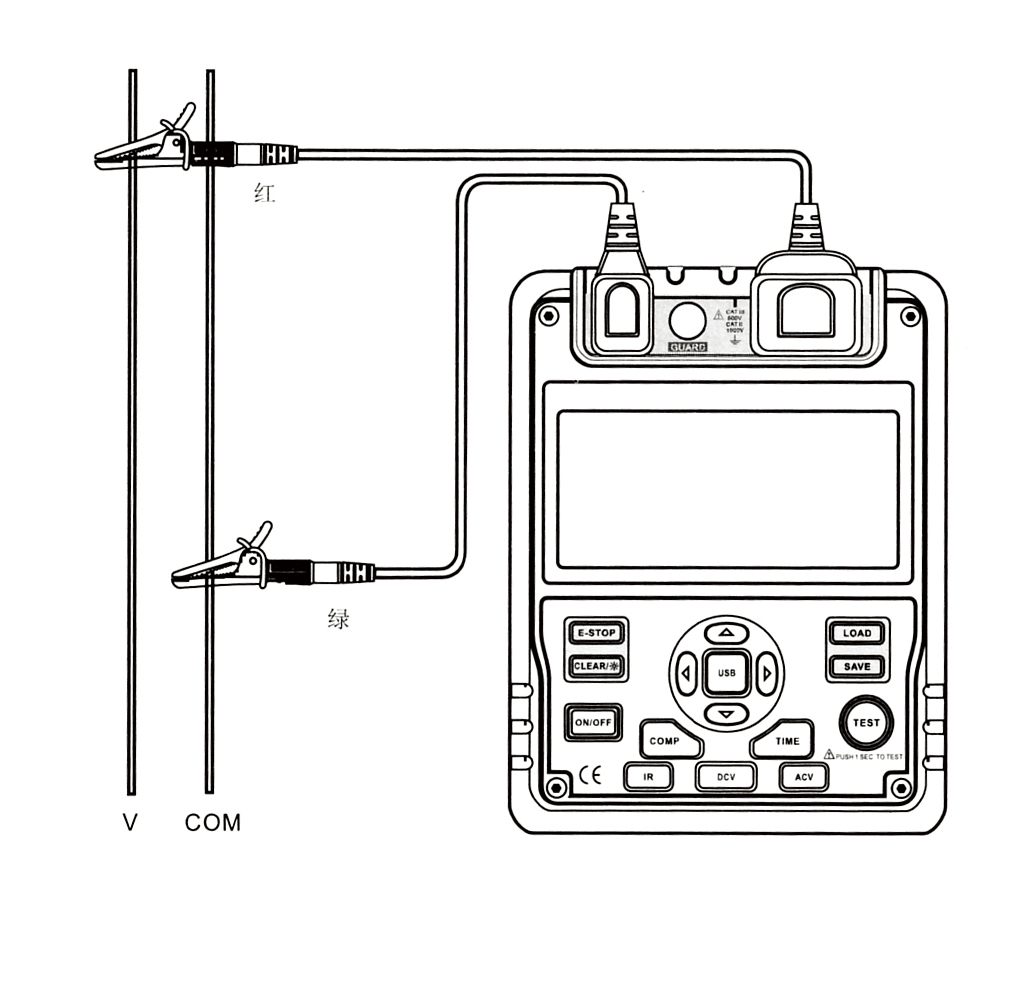 红
CAT III
600V
CAT II
1000V
GUARD
绿
E-STOP
LOAD
CLEAR/☀
USB
SAVE
ON/OFF
TEST
COMP
TIME
PUSH 1 SEC TO TEST
CE
IR
DCV
ACV
V
COM